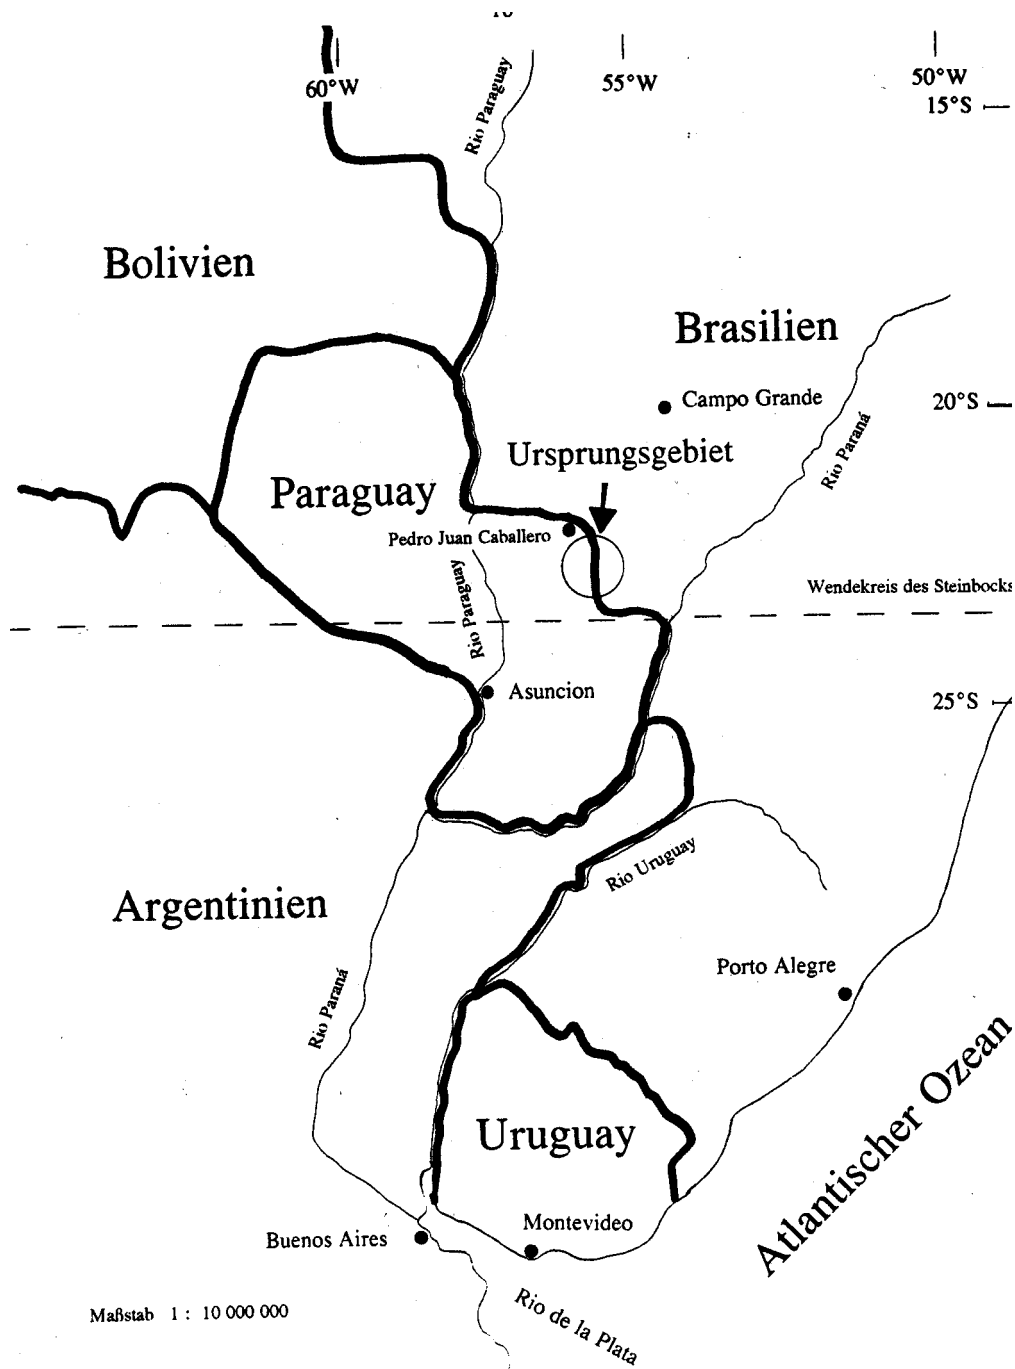 60°W
55°W
50°W
15°S
Rio Paraguay
Bolivien
Brasilien
Campo Grande
20°S
Ursprungsgebiet
Rio Paraná
Paraguay
Pedro Juan Caballero
Rio Paraguay
Wendekreis des Steinbocks
Asuncion
25°S
Rio Uruguay
Argentinien
Porto Alegre
Rio Paraná
Atlantischer Ozean
Uruguay
Montevideo
Buenos Aires
Rio de la Plata
Maßstab 1 : 10 000 000